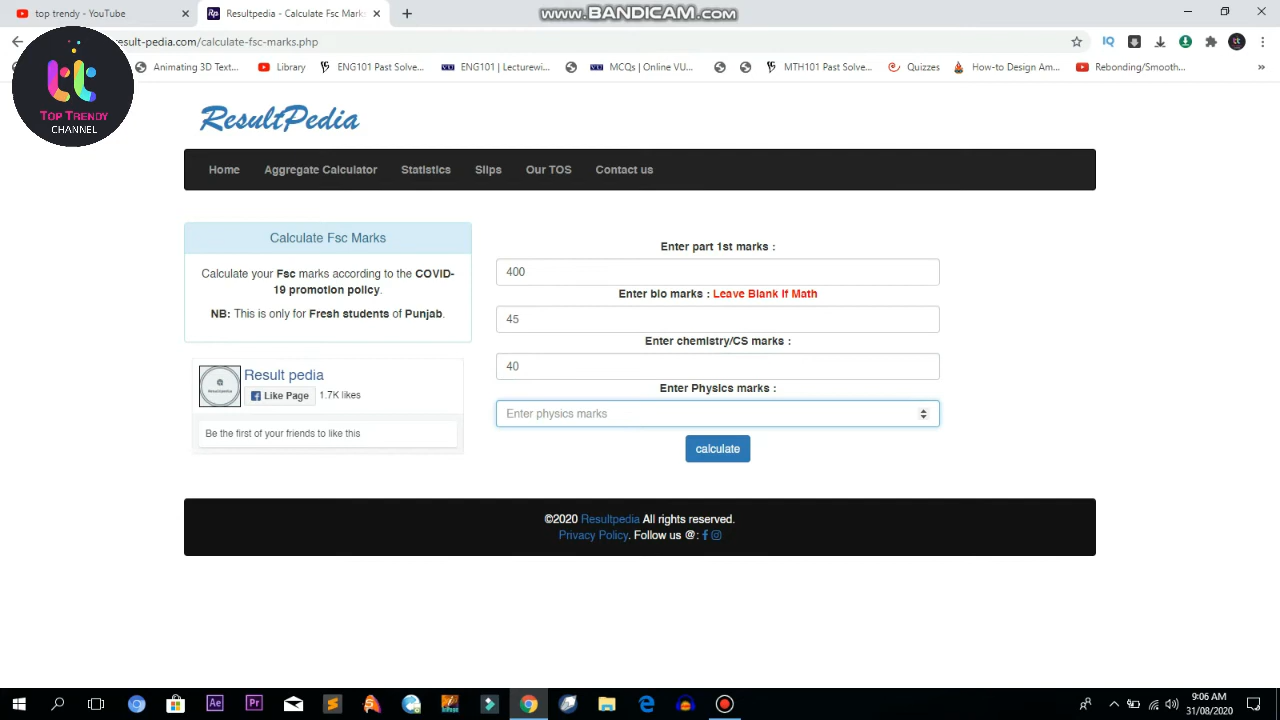 top trendy - YouTube
Resultpedia - Calculate Fsc Mark
www.BANDICAM.com
result-pedia.com/calculate-fsc-marks.php
Animating 3D Text...
Library
ENG101 Past Solve...
ENG101 | Lecturewi...
MCQs | Online VU...
MTH101 Past Solve...
Quizzes
How-to Design Am...
Rebonding/Smooth...
TOP TRENDY
CHANNEL
ResultPedia
Home
Aggregate Calculator
Statistics
Slips
Our TOS
Contact us
Calculate Fsc Marks
Calculate your Fsc marks according to the COVID-
19 promotion policy.
NB: This is only for Fresh students of Punjab.
Result pedia
Like Page
1.7K likes
Be the first of your friends to like this
Enter part 1st marks :
400
Enter bio marks : Leave Blank If Math
45
Enter chemistry/CS marks :
40
Enter Physics marks :
Enter physics marks
calculate
©2020 Resultpedia All rights reserved.
Privacy Policy. Follow us @:
9:06 AM
31/08/2020